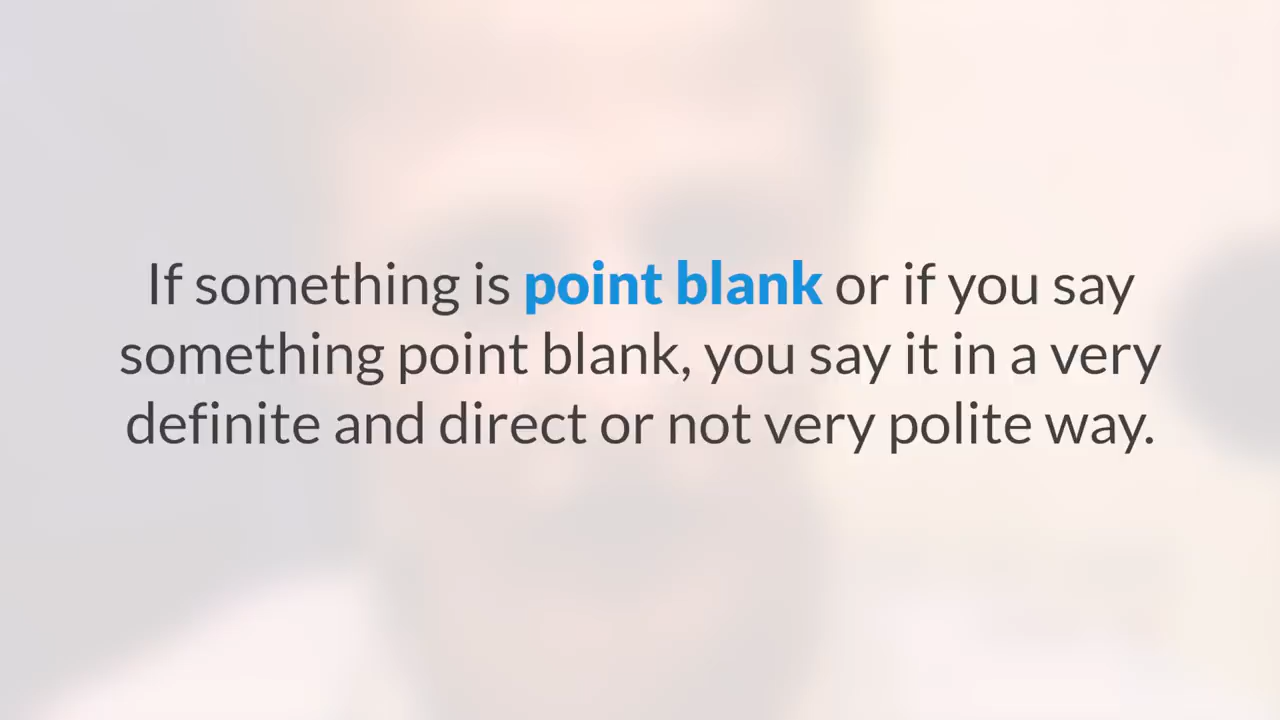 If something is point blank or if you say
something point blank, you say it in a very
definite and direct or not very polite way.